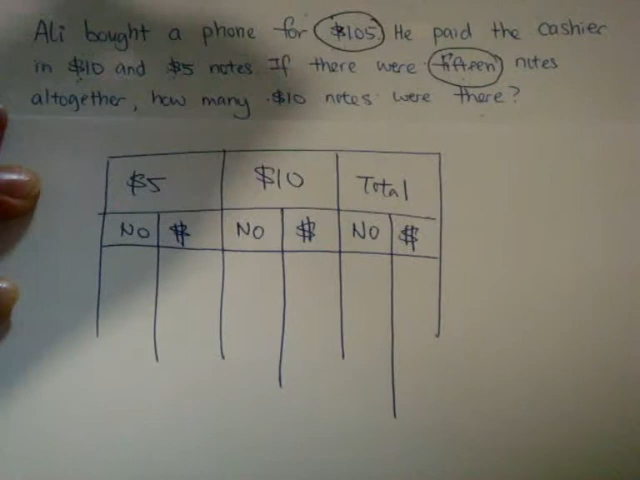 Ali bought a phone for $105. He paid the cashier
in $10 and $5 notes If there were fifteen notes
altogether, how many $10 notes were there?
$5 $10 Total
NO $ NO $ NO $